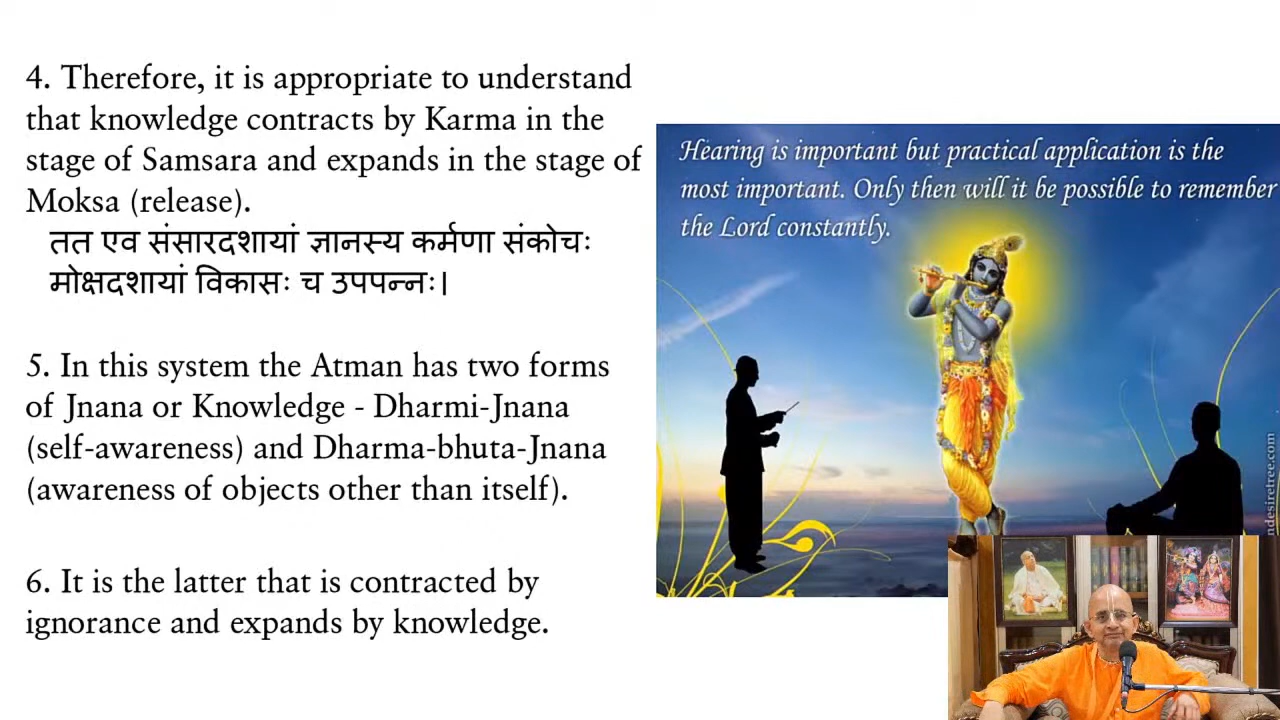 4. Therefore, it is appropriate to understand
that knowledge contracts by Karma in the
stage of Samsara and expands in the stage of
Moksa (release).
तत एव संसारदशायां ज्ञानस्य कर्मणा संकोचः
मोक्षदशायां विकासः च उपपन्नः।
5. In this system the Atman has two forms
of Jnana or Knowledge - Dharmi-Jnana
(self-awareness) and Dharma-bhuta-Jnana
(awareness of objects other than itself).
6. It is the latter that is contracted by
ignorance and expands by knowledge.
Hearing is important but practical application is the
most important. Only then will it be possible to remember
the Lord constantly.
ndesiretree.com